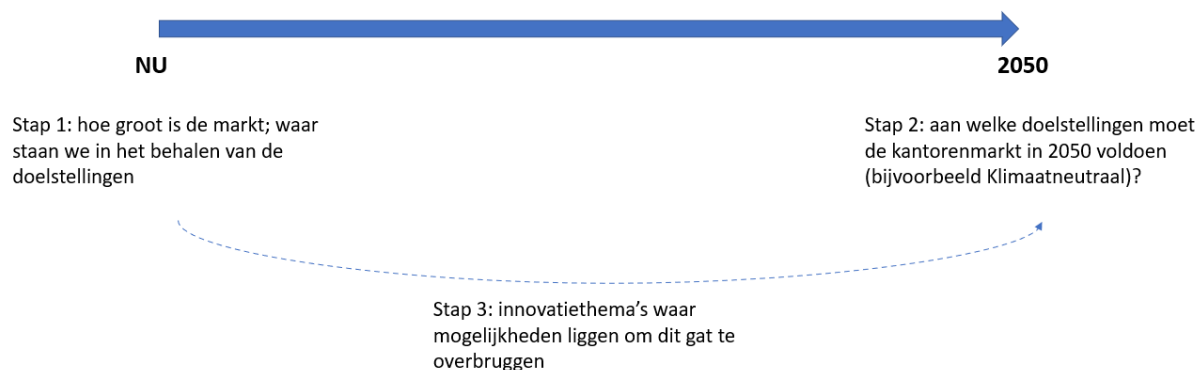 NU
2050
Stap 1: hoe groot is de markt; waar
staan we in het behalen van de
doelstellingen
Stap 2: aan welke doelstellingen moet
de kantorenmarkt in 2050 voldoen
(bijvoorbeeld Klimaatneutraal)?
Stap 3: innovatiethema's waar
mogelijkheden liggen om dit gat te
overbruggen